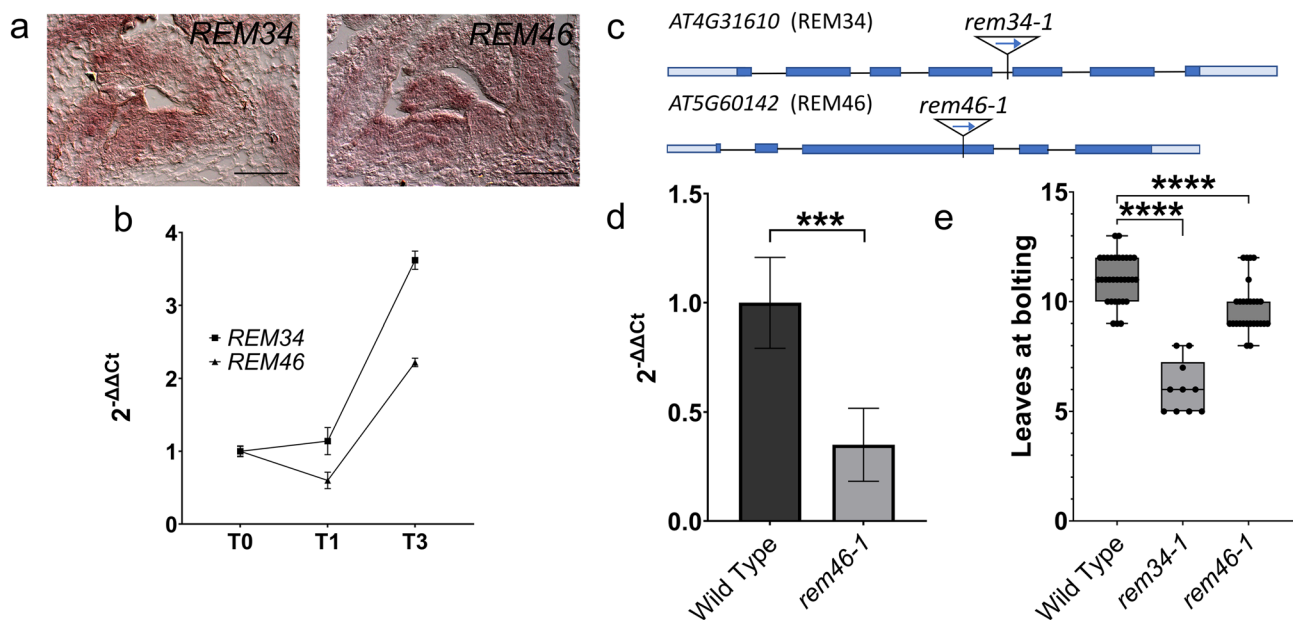 a
REM34
REM46
c
AT4G31610 (REM34)
rem34-1
AT5G60142 (REM46)
rem46-1
b
2-ΔΔCt
4
3
2
1
0
REM34
REM46
T0 T1 T3
d
2-ΔΔCt
1.5
1.0
0.5
0.0
***
Wild Type
rem46-1
e
Leaves at bolting
15
10
5
0
****
****
Wild Type
rem34-1
rem46-1